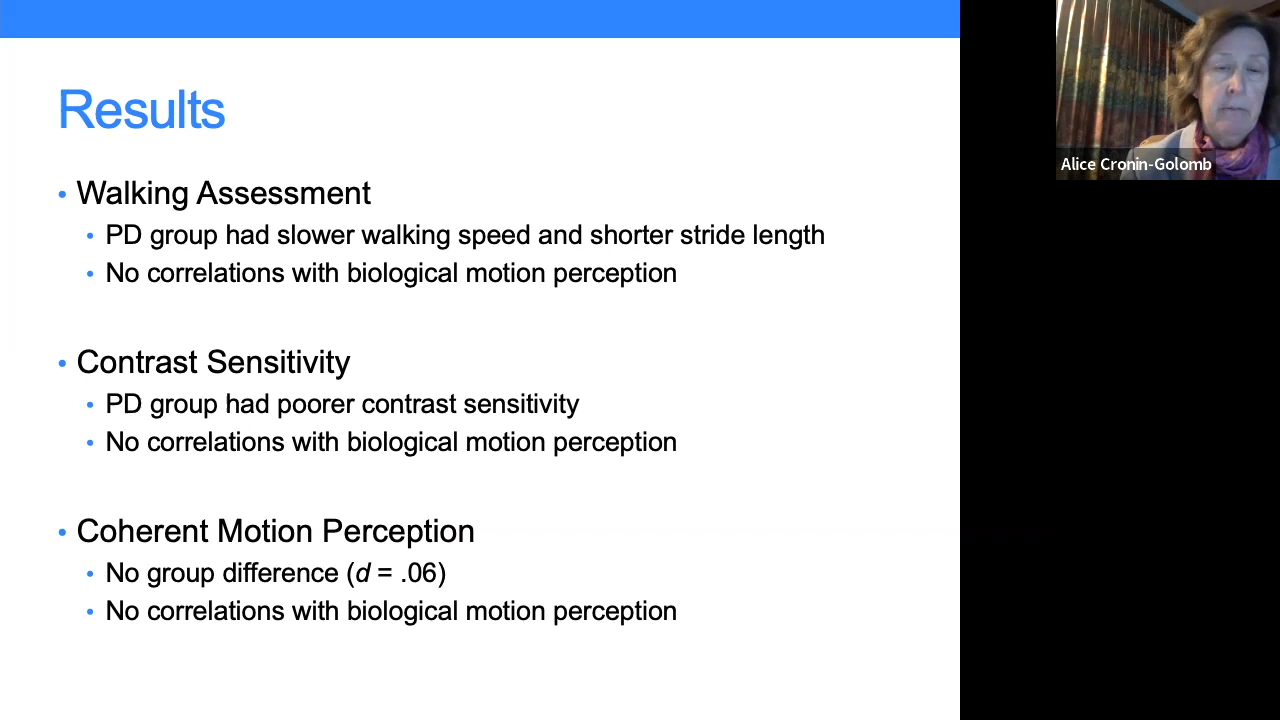 Results
• Walking Assessment
• PD group had slower walking speed and shorter stride length
• No correlations with biological motion perception
• Contrast Sensitivity
• PD group had poorer contrast sensitivity
• No correlations with biological motion perception
• Coherent Motion Perception
• No group difference (d = .06)
• No correlations with biological motion perception
Alice Cronin-Golomb